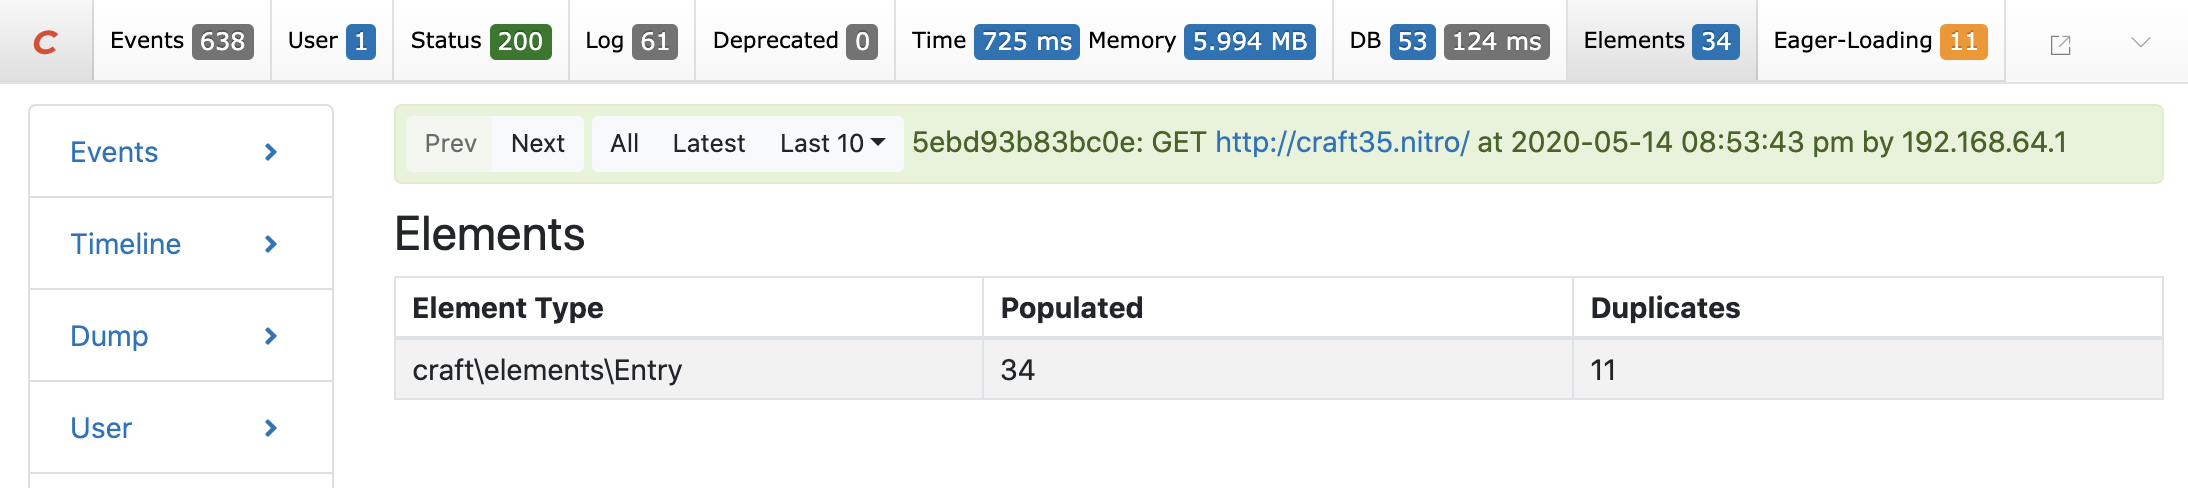 Events 638 User 1 Status 200 Log 61 Deprecated 0 Time 725 ms Memory 5.994 MB DB 53 124 ms Elements 34 Eager-Loading 11
Events
Timeline
Dump
User
Prev Next All Latest Last 10 5ebd93b83bc0e: GET http://craft35.nitro/ at 2020-05-14 08:53:43 pm by 192.168.64.1
Elements
Element Type Populated Duplicates
craft\elements\Entry 34 11